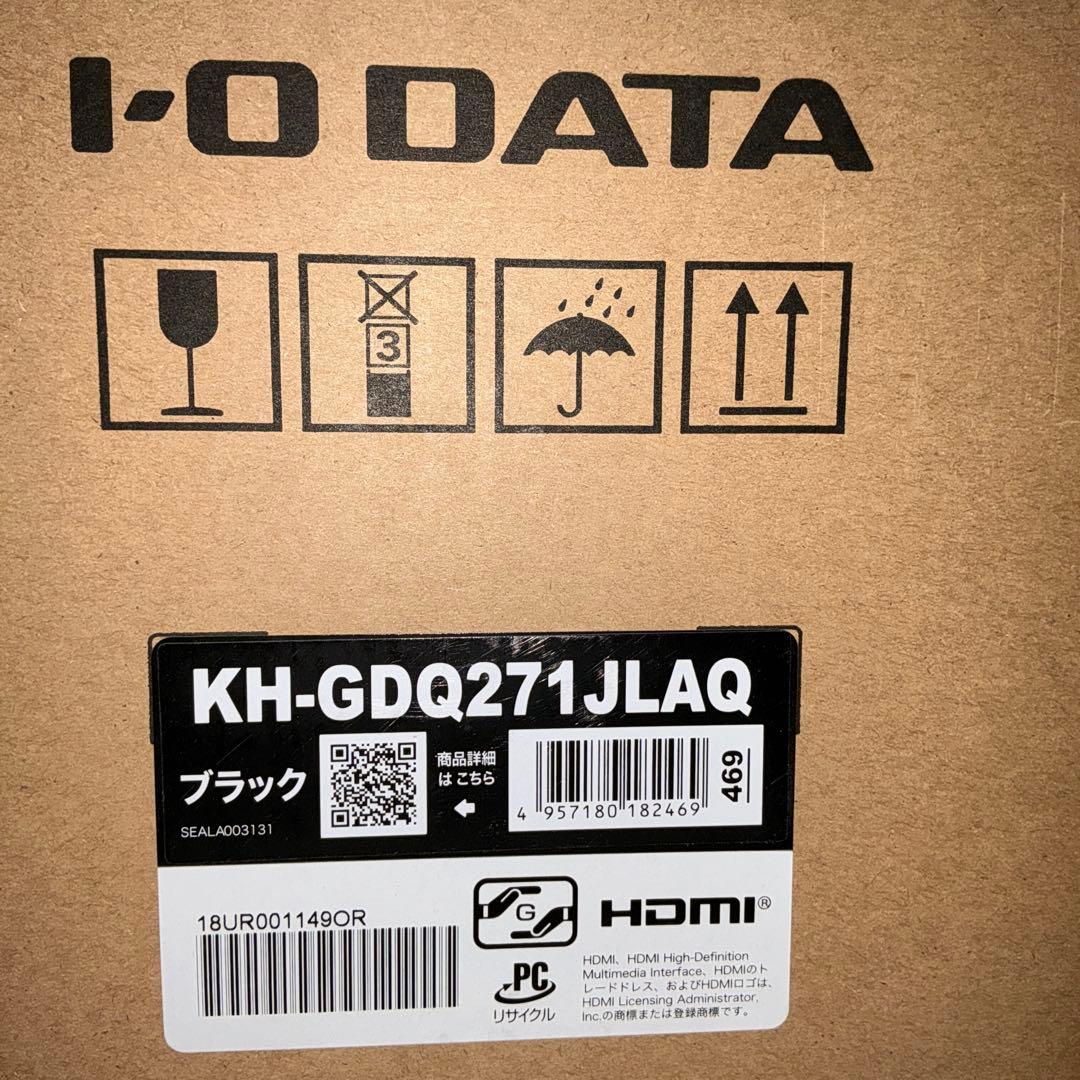 I-O DATA
3
KH-GDQ271JLAQ
ブラック
商品詳細
は こちら
SEALA003131
4 957180 182469
469
18UR001149OR
G
HDMI®
PC
リサイクル
HDMI、HDMI High-Definition
Multimedia Interface、HDMIのト
レードドレス、およびHDMIロゴは、
HDMI Licensing Administrator,
Inc.の商標または登録商標です。